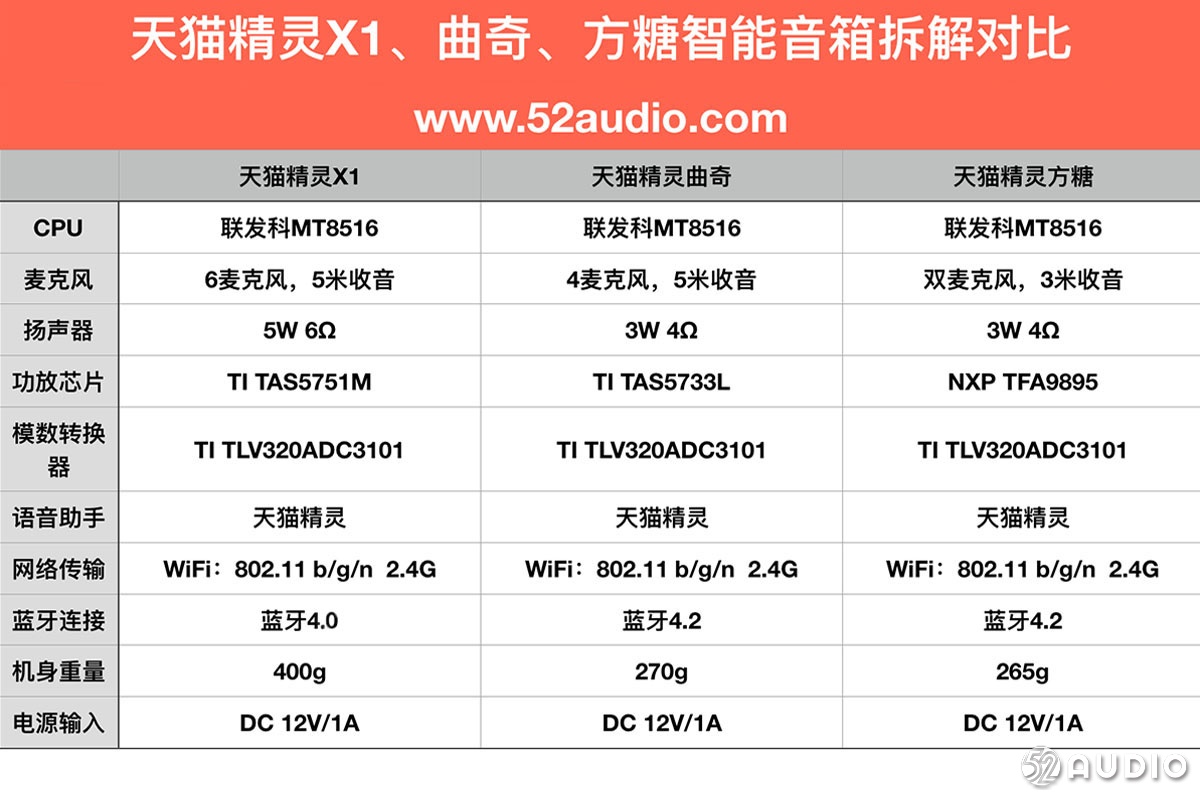 天猫精灵X1、曲奇、方糖智能音箱拆解对比
www.52audio.com
天猫精灵X1 天猫精灵曲奇 天猫精灵方糖
CPU 联发科MT8516 联发科MT8516 联发科MT8516
麦克风 6麦克风，5米收音 4麦克风，5米收音 双麦克风，3米收音
扬声器 5W 6Ω 3W 4Ω 3W 4Ω
功放芯片 TI TAS5751M TI TAS5733L NXP TFA9895
模数转换
器 TI TLV320ADC3101 TI TLV320ADC3101 TI TLV320ADC3101
语音助手 天猫精灵 天猫精灵 天猫精灵
网络传输 WiFi：802.11 b/g/n 2.4G WiFi：802.11 b/g/n 2.4G WiFi：802.11 b/g/n 2.4G
蓝牙连接 蓝牙4.0 蓝牙4.2 蓝牙4.2
机身重量 400g 270g 265g
电源输入 DC 12V/1A DC 12V/1A DC 12V/1A
52 AUDIO